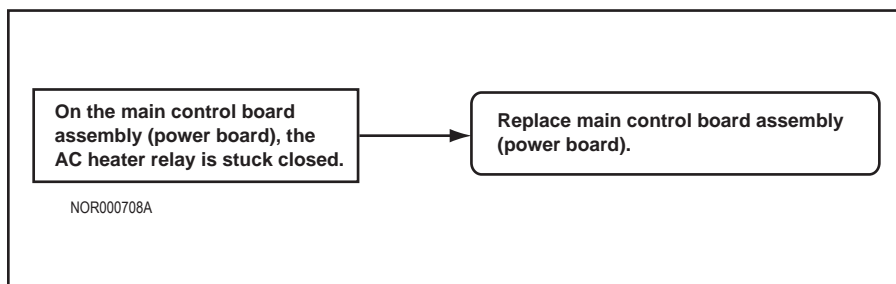 On the main control board
assembly (power board), the
AC heater relay is stuck closed.
Replace main control board assembly
(power board).
NOR000708A